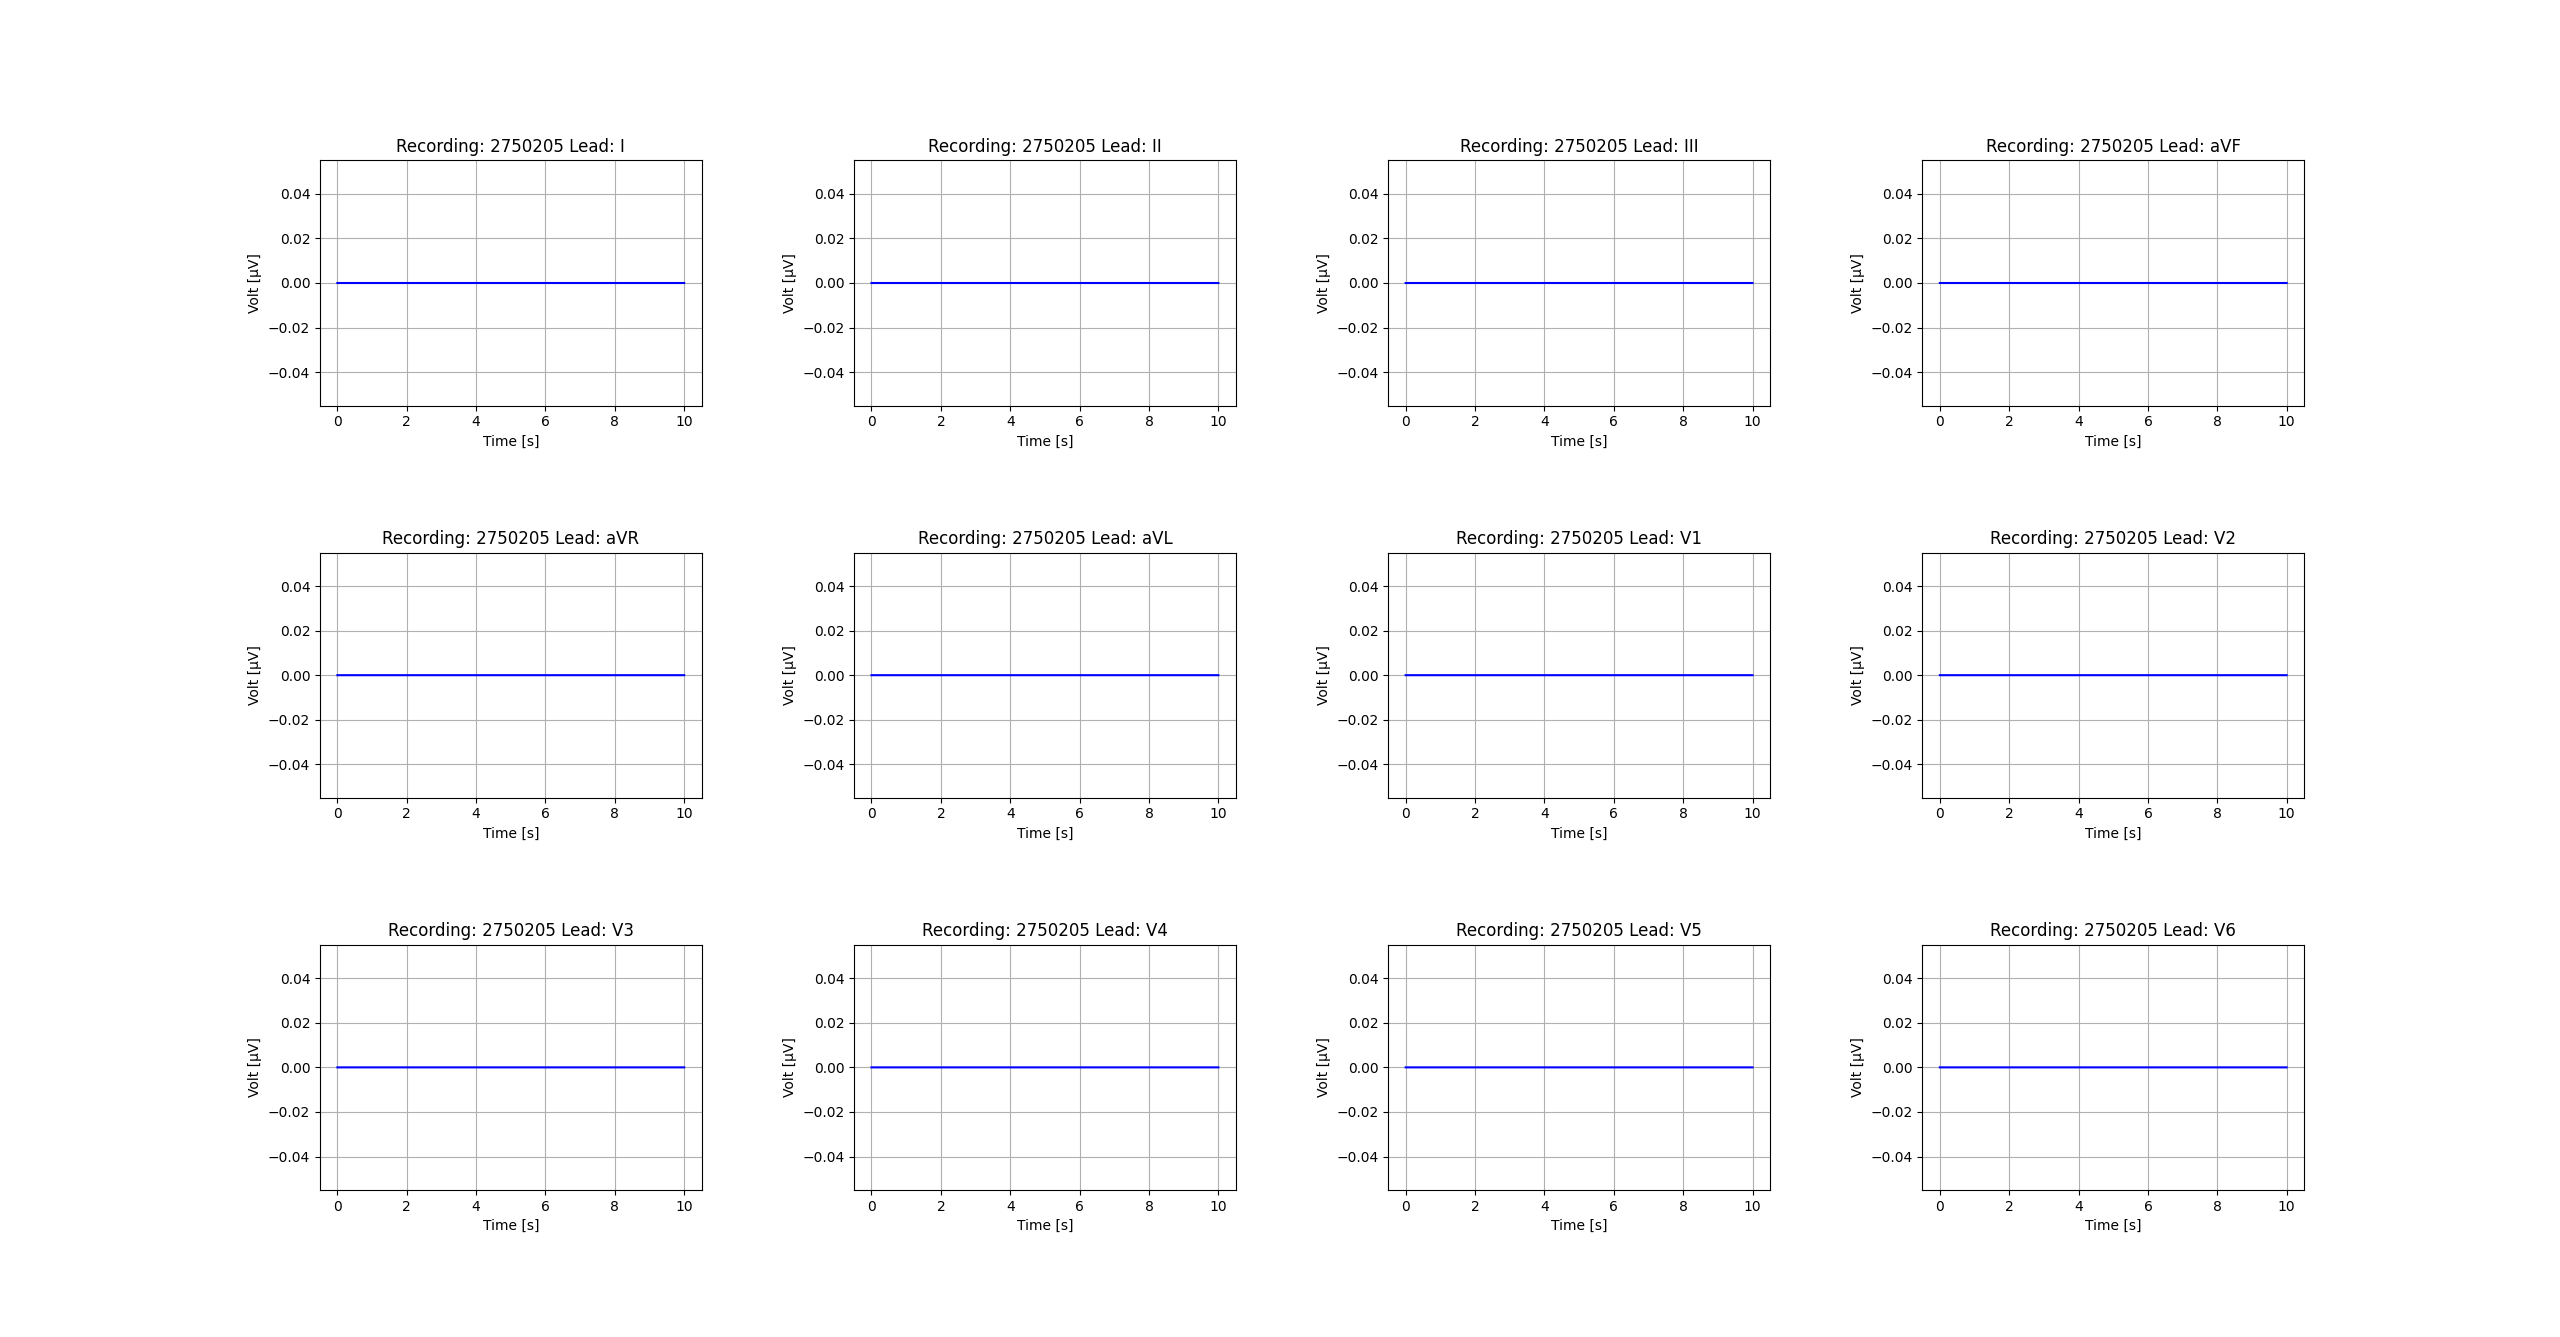 Recording: 2750205 Lead: I
0.04
0.02
0.00
−0.02
−0.04
Volt [µV]
0 2 4 6 8 10
Time [s]
Recording: 2750205 Lead: II
0.04
0.02
0.00
−0.02
−0.04
Volt [µV]
0 2 4 6 8 10
Time [s]
Recording: 2750205 Lead: III
0.04
0.02
0.00
−0.02
−0.04
Volt [µV]
0 2 4 6 8 10
Time [s]
Recording: 2750205 Lead: aVF
0.04
0.02
0.00
−0.02
−0.04
Volt [µV]
0 2 4 6 8 10
Time [s]
Recording: 2750205 Lead: aVR
0.04
0.02
0.00
−0.02
−0.04
Volt [µV]
0 2 4 6 8 10
Time [s]
Recording: 2750205 Lead: aVL
0.04
0.02
0.00
−0.02
−0.04
Volt [µV]
0 2 4 6 8 10
Time [s]
Recording: 2750205 Lead: V1
0.04
0.02
0.00
−0.02
−0.04
Volt [µV]
0 2 4 6 8 10
Time [s]
Recording: 2750205 Lead: V2
0.04
0.02
0.00
−0.02
−0.04
Volt [µV]
0 2 4 6 8 10
Time [s]
Recording: 2750205 Lead: V3
0.04
0.02
0.00
−0.02
−0.04
Volt [µV]
0 2 4 6 8 10
Time [s]
Recording: 2750205 Lead: V4
0.04
0.02
0.00
−0.02
−0.04
Volt [µV]
0 2 4 6 8 10
Time [s]
Recording: 2750205 Lead: V5
0.04
0.02
0.00
−0.02
−0.04
Volt [µV]
0 2 4 6 8 10
Time [s]
Recording: 2750205 Lead: V6
0.04
0.02
0.00
−0.02
−0.04
Volt [µV]
0 2 4 6 8 10
Time [s]